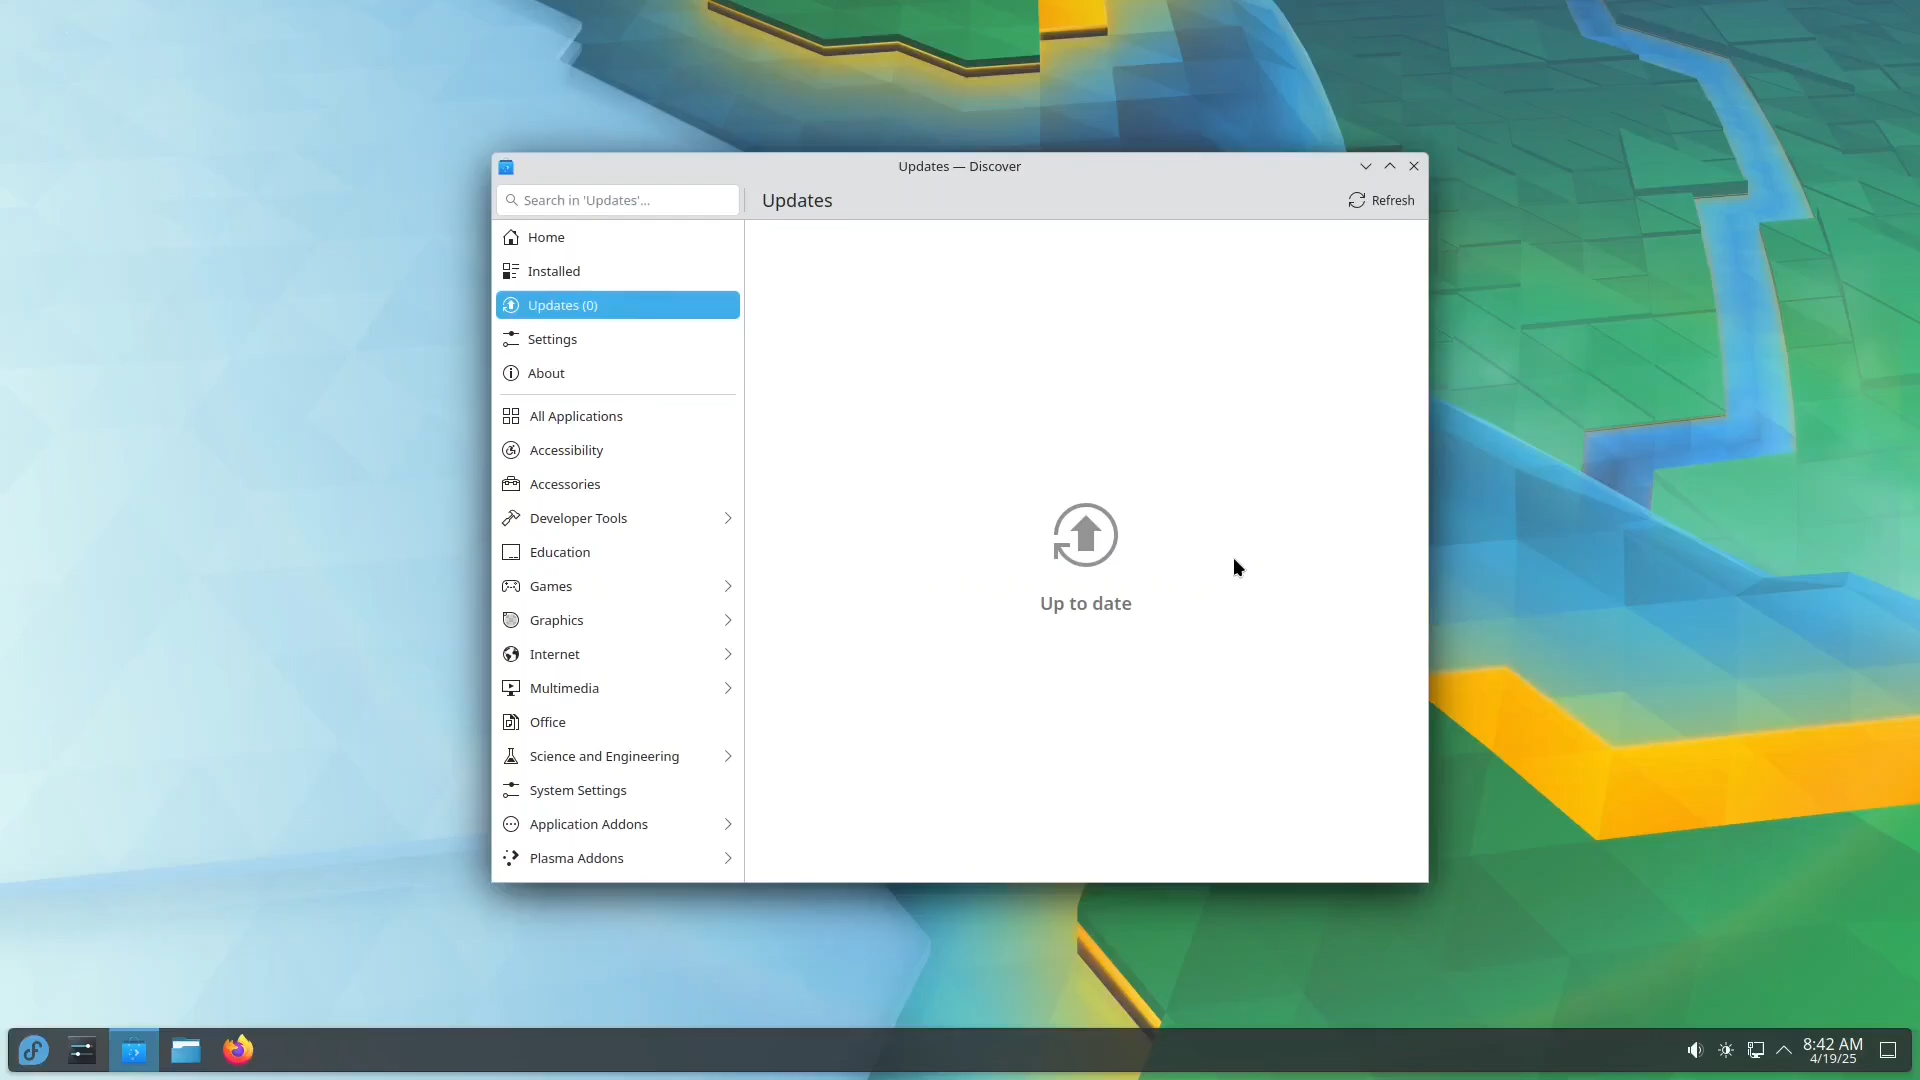 Updates — Discover
Search in 'Updates'...
Updates
Refresh
Home
Installed
Updates (0)
Settings
About
All Applications
Accessibility
Accessories
Developer Tools
Education
Games
Graphics
Internet
Multimedia
Office
Science and Engineering
System Settings
Application Addons
Plasma Addons
Up to date
8:42 AM
4/19/25